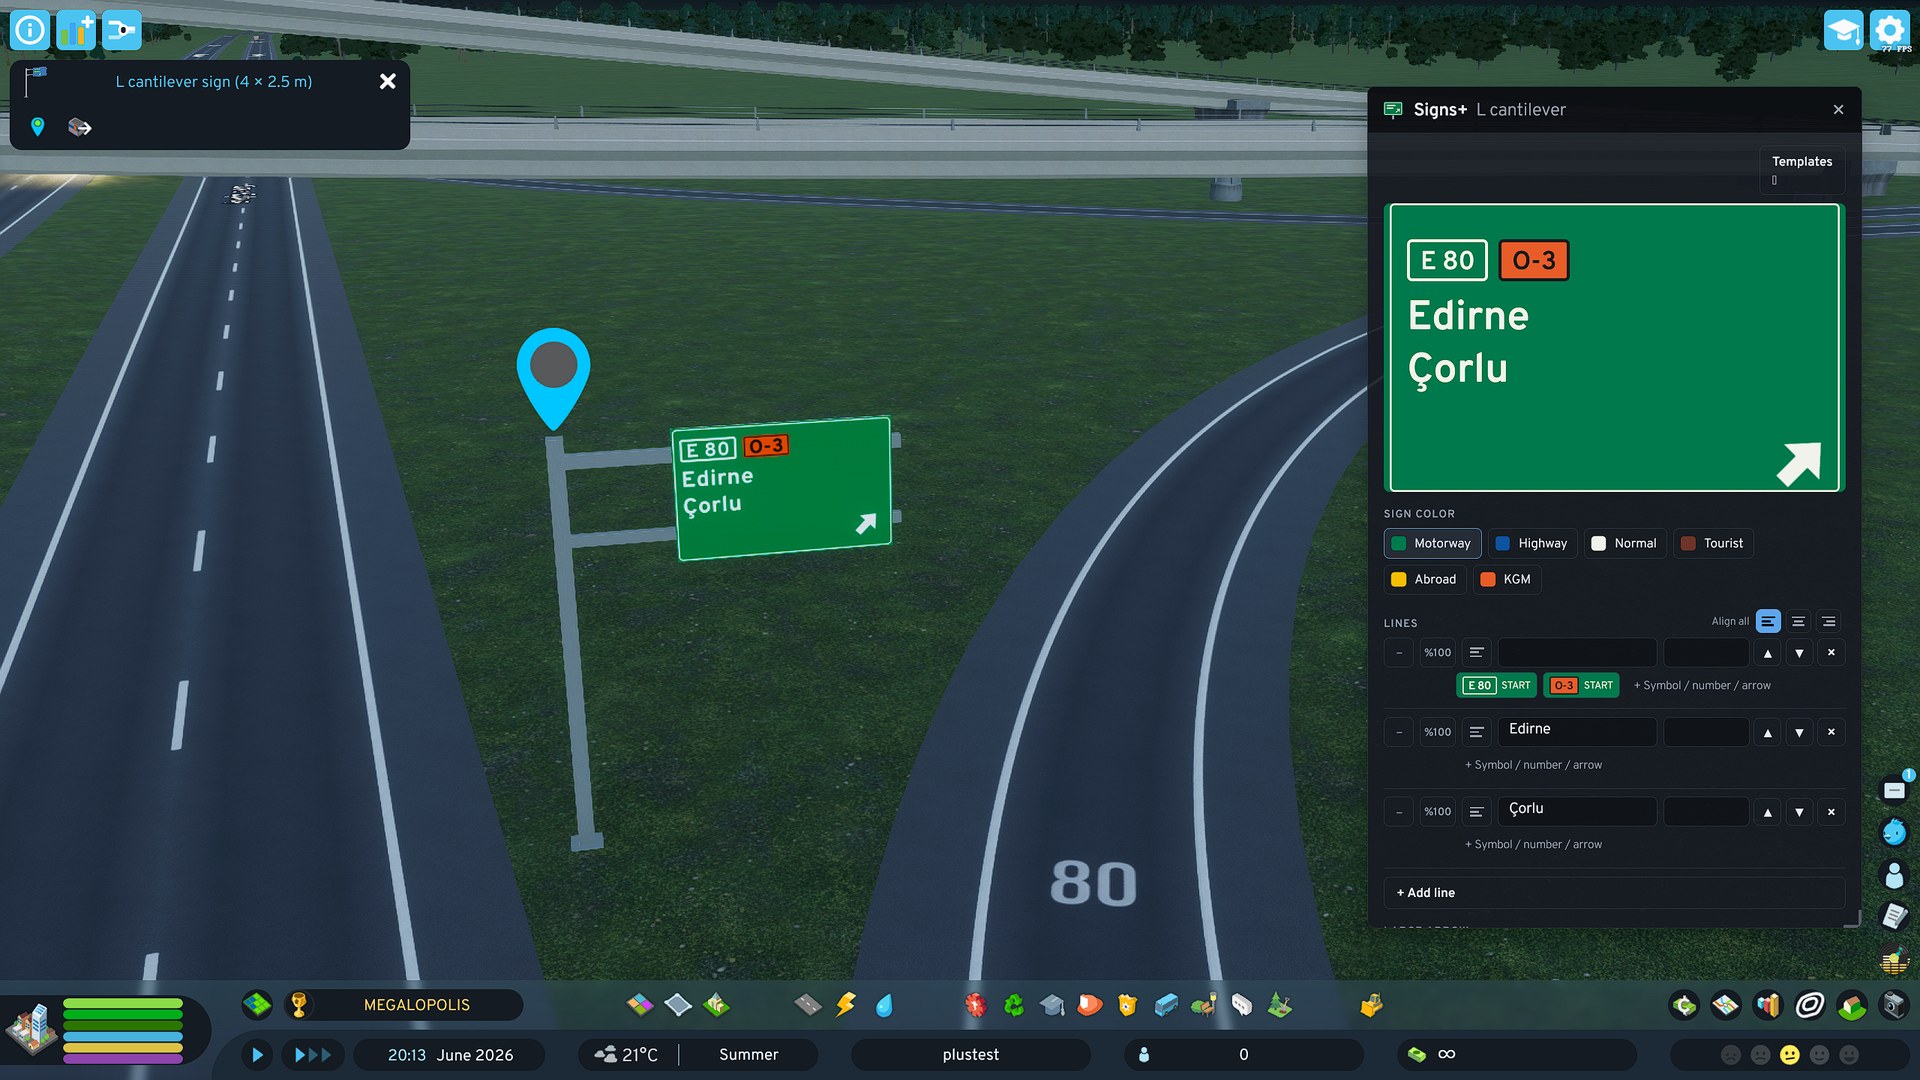 77 FPS
L cantilever sign (4 × 2.5 m)
Signs+ L cantilever
Templates
E 80 O-3
Edirne
Çorlu
E 80 O-3
Edirne
Çorlu
80
SIGN COLOR
Motorway Highway Normal Tourist
Abroad KGM
LINES Align all
%100
E 80 START O-3 START + Symbol / number / arrow
%100 Edirne
+ Symbol / number / arrow
%100 Çorlu
+ Symbol / number / arrow
+ Add line
1
MEGALOPOLIS
20:13 June 2026 21°C Summer plustest 0 ∞